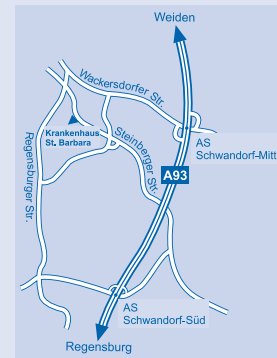 Weiden
Wackersdorfer Str.
Krankenhaus
St. Barbara
Steinberger Str.
AS
Schwandorf-Mitt
A93
Regensburger Str.
AS
Schwandorf-Süd
Regensburg